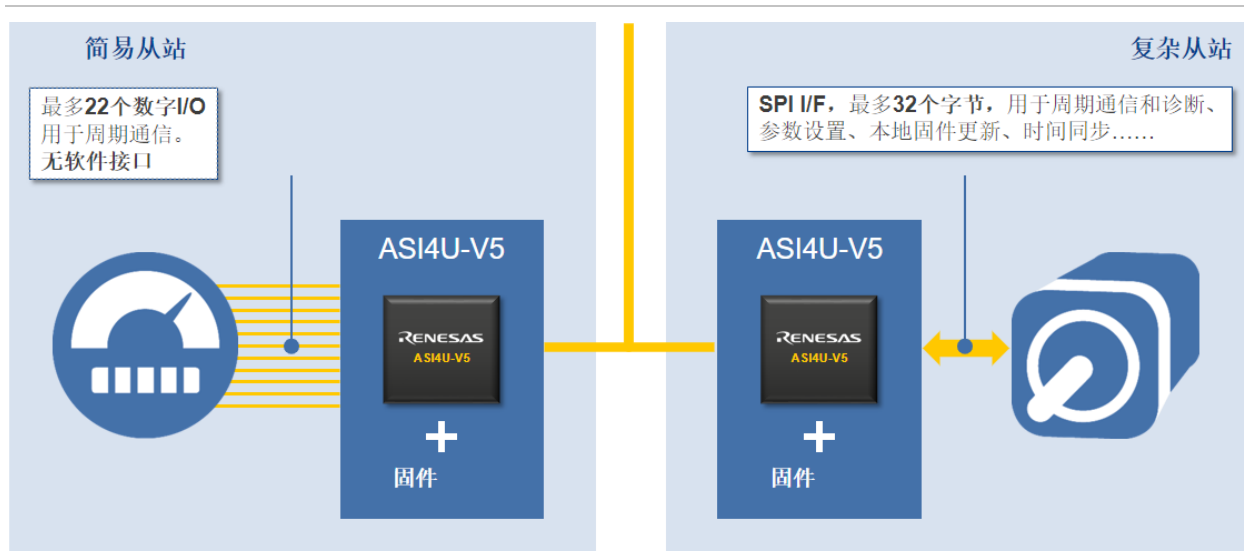 简易从站
最多22个数字I/O
用于周期通信。
无软件接口
ASI4U-V5
RENESAS
ASI4U-V5
固件
复杂从站
SPI I/F，最多32个字节，用于周期通信和诊断、
参数设置、本地固件更新、时间同步……
ASI4U-V5
RENESAS
ASI4U-V5
固件